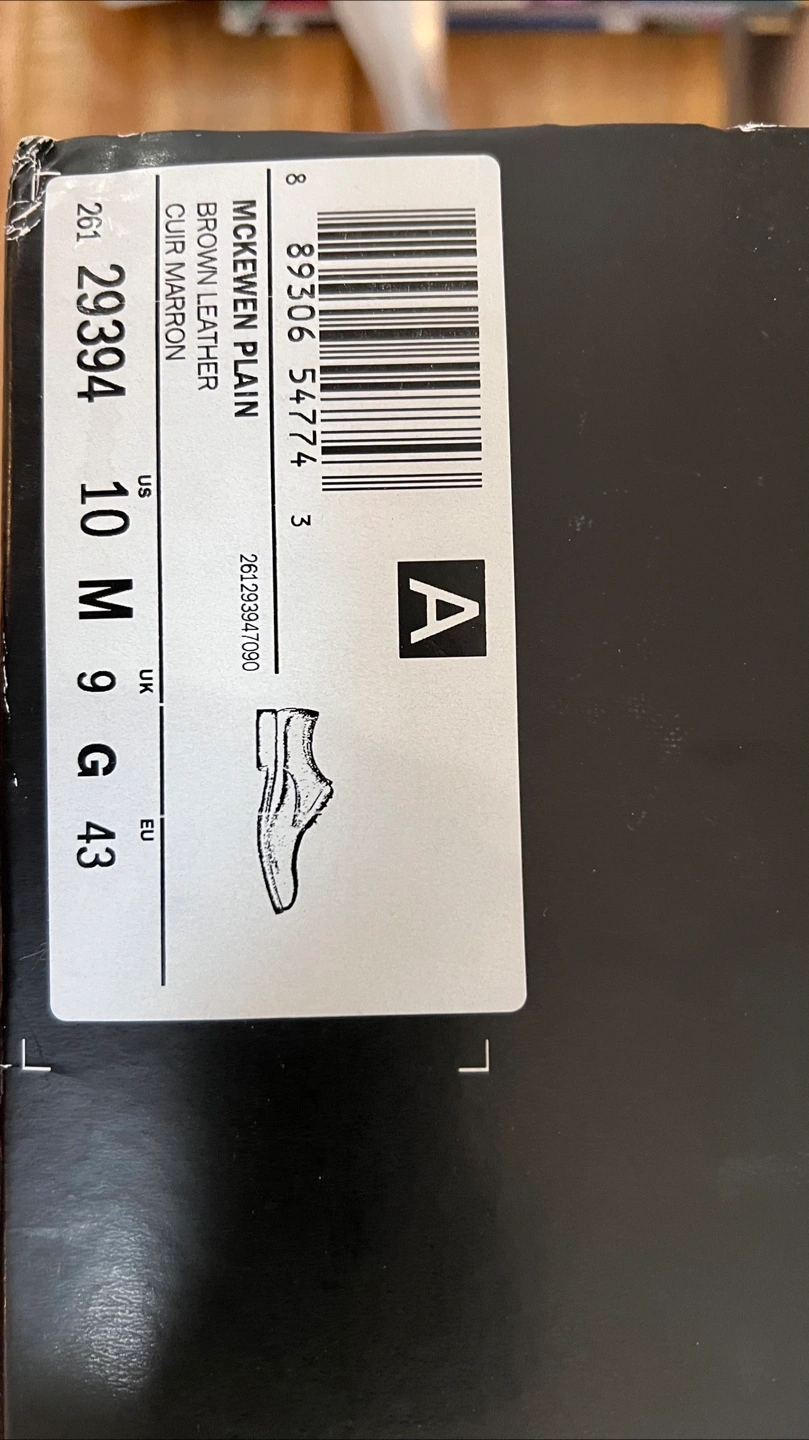 8 89306 54774 3
A
MCKEWEN PLAIN
BROWN LEATHER
CUIR MARRON
261293947090
US UK EU
261 29394 10 M 9 G 43